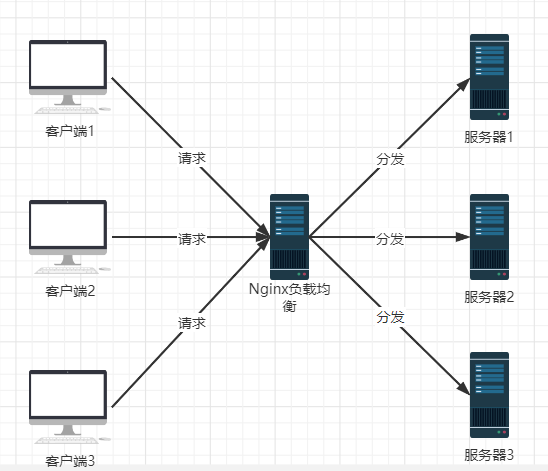 客户端1
请求
分发
服务器1
客户端2
请求
Nginx负载均
衡
分发
服务器2
客户端3
请求
分发
服务器3